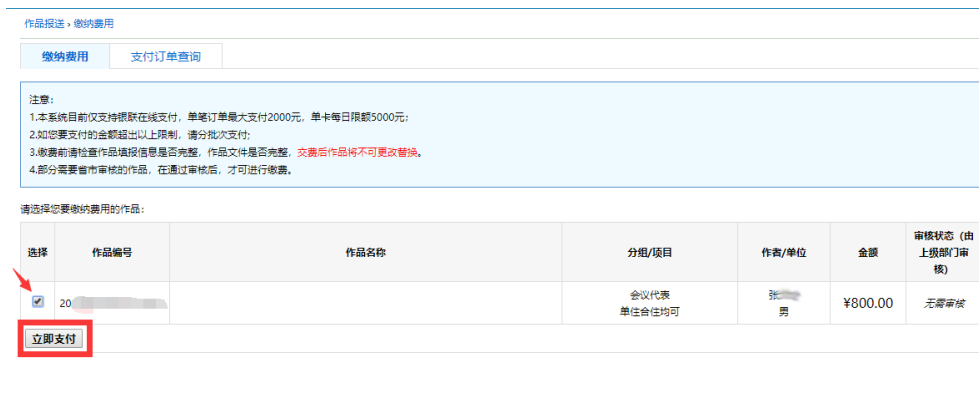 作品报送 › 缴纳费用
缴纳费用 支付订单查询
注意：
1.本系统目前仅支持银联在线支付，单笔订单最大支付2000元，单卡每日限额5000元；
2.如您要支付的金额超出以上限制，请分批次支付;
3.缴费前请检查作品填报信息是否完整，作品文件是否完整，交费后作品将不可更改替换。
4.部分需要省市审核的作品，在通过审核后，才可进行缴费。
请选择您要缴纳费用的作品：
选择 作品编号 作品名称 分组/项目 作者/单位 金额 审核状态（由
上级部门审
核）
20 会议代表 张 ¥800.00 无需审核
单住合住均可 男
立即支付